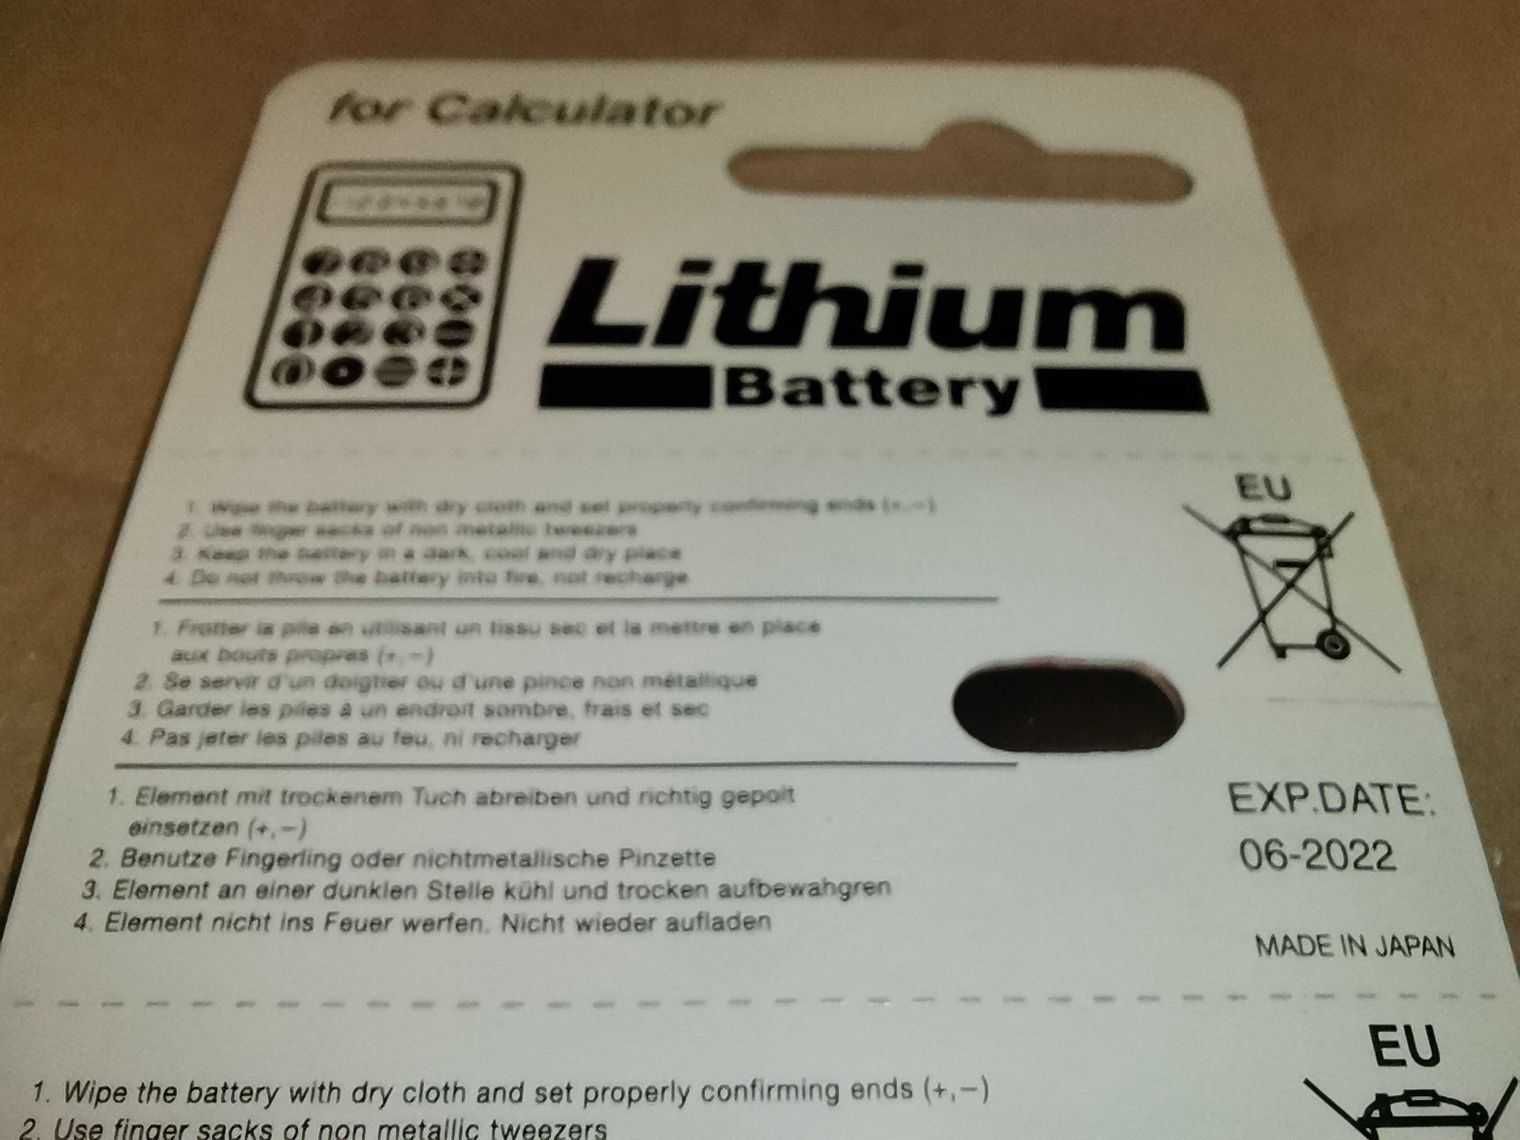 for Calculator
Lithium
Battery
EU
1. Wipe the battery with dry cloth and set properly confirming ends (+,−)
2. Use finger sacks of non metallic tweezers
3. Keep the battery in a dark, cool and dry place
4. Do not throw the battery into fire, not recharge
1. Frotter la pile en utilisant un tissu sec et la mettre en place
aux bouts propres (+,−)
2. Se servir d'un doigtier ou d'une pince non métallique
3. Garder les piles à un endroit sombre, frais et sec
4. Pas jeter les piles au feu, ni recharger
1. Element mit trockenem Tuch abreiben und richtig gepolt
einsetzen (+,−)
2. Benutze Fingerling oder nichtmetallische Pinzette
3. Element an einer dunklen Stelle kühl und trocken aufbewahgren
4. Element nicht ins Feuer werfen. Nicht wieder aufladen
EXP.DATE:
06-2022
MADE IN JAPAN
EU
1. Wipe the battery with dry cloth and set properly confirming ends (+,−)
2. Use finger sacks of non metallic tweezers